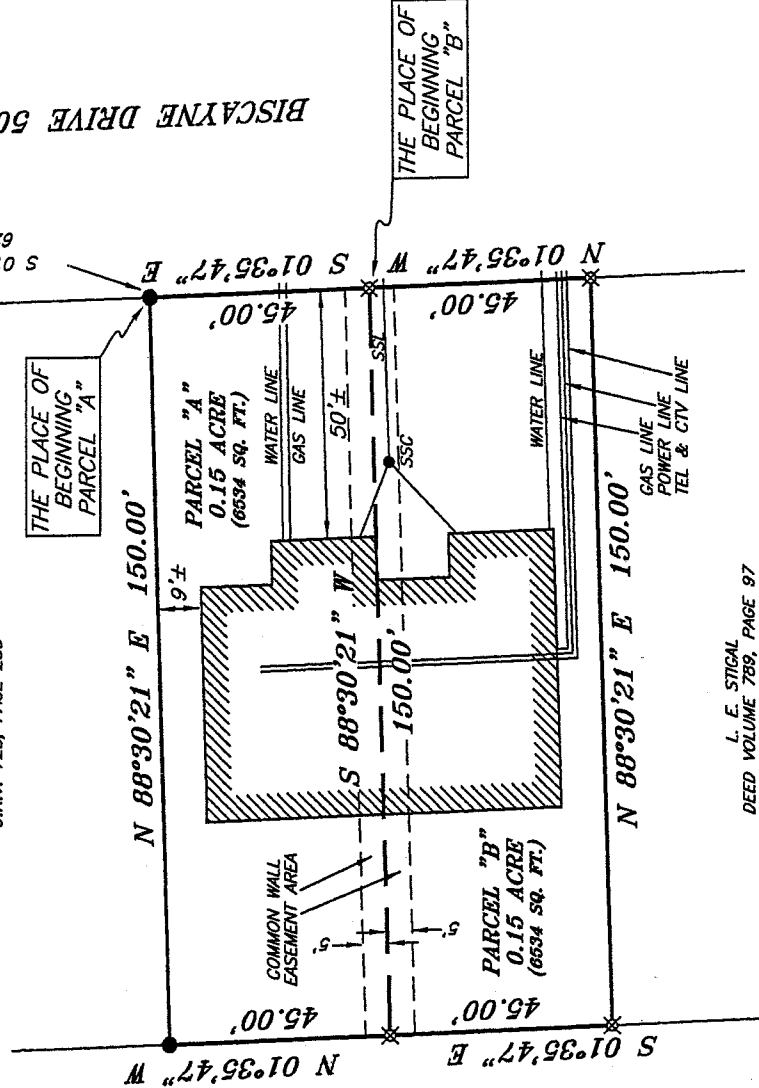 BISCAYNE DRIVE 50
THE PLACE OF
BEGINNING
PARCEL "B"
S 0
THE PLACE OF
BEGINNING
PARCEL "A"
S 01°35'47" E
45.00'
N 01°35'47" W
45.00'
N 88°30'21" E 150.00'
9'±
PARCEL "A"
0.15 ACRE
(6534 SQ. FT.)
WATER LINE
GAS LINE
50'±
SSL
SSC
WATER LINE
GAS LINE
POWER LINE
TEL & CTV LINE
S 88°30'21" W
150.00'
COMMON WALL
EASEMENT AREA
5'
5'
PARCEL "B"
0.15 ACRE
(6534 SQ. FT.)
N 88°30'21" E 150.00'
N 01°35'47" W
45.00'
S 01°35'47" E
45.00'
L. E. STIGAL
DEED VOLUME 789, PAGE 97